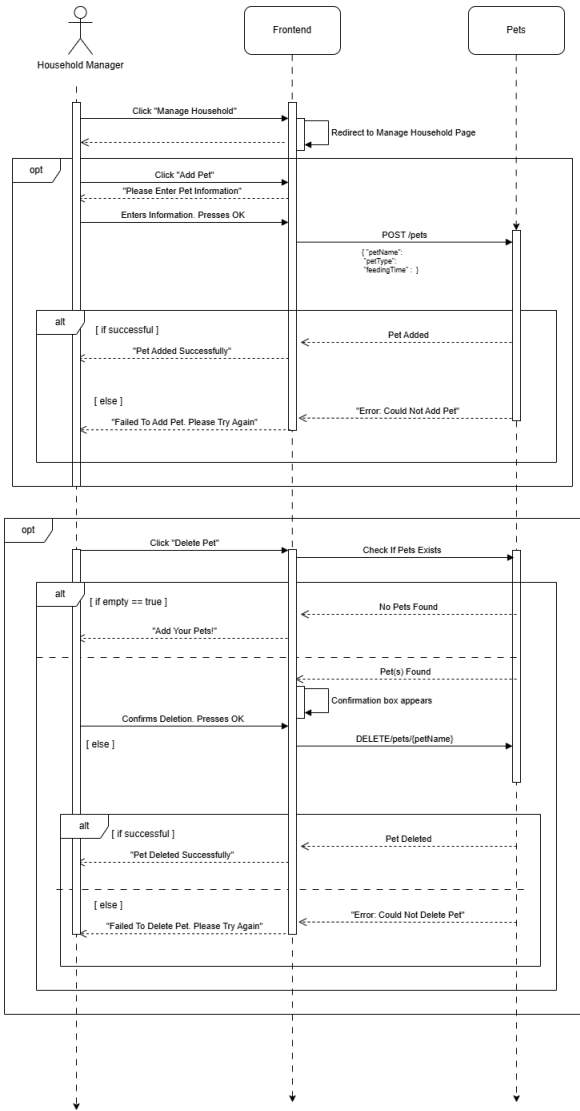 Household Manager
Frontend
Pets
Click "Manage Household"
Redirect to Manage Household Page
opt
Click "Add Pet"
"Please Enter Pet Information"
Enters Information. Presses OK
POST /pets
{ "petName":
"petType":
"feedingTime" : }
alt
[ if successful ]
Pet Added
"Pet Added Successfully"
[ else ]
"Error: Could Not Add Pet"
"Failed To Add Pet. Please Try Again"
opt
Click "Delete Pet"
Check If Pets Exists
alt
[ if empty == true ]
No Pets Found
"Add Your Pets!"
Pet(s) Found
Confirmation box appears
Confirms Deletion. Presses OK
[ else ]
DELETE/pets/{petName}
alt
[ if successful ]
Pet Deleted
"Pet Deleted Successfully"
[ else ]
"Error: Could Not Delete Pet"
"Failed To Delete Pet. Please Try Again"